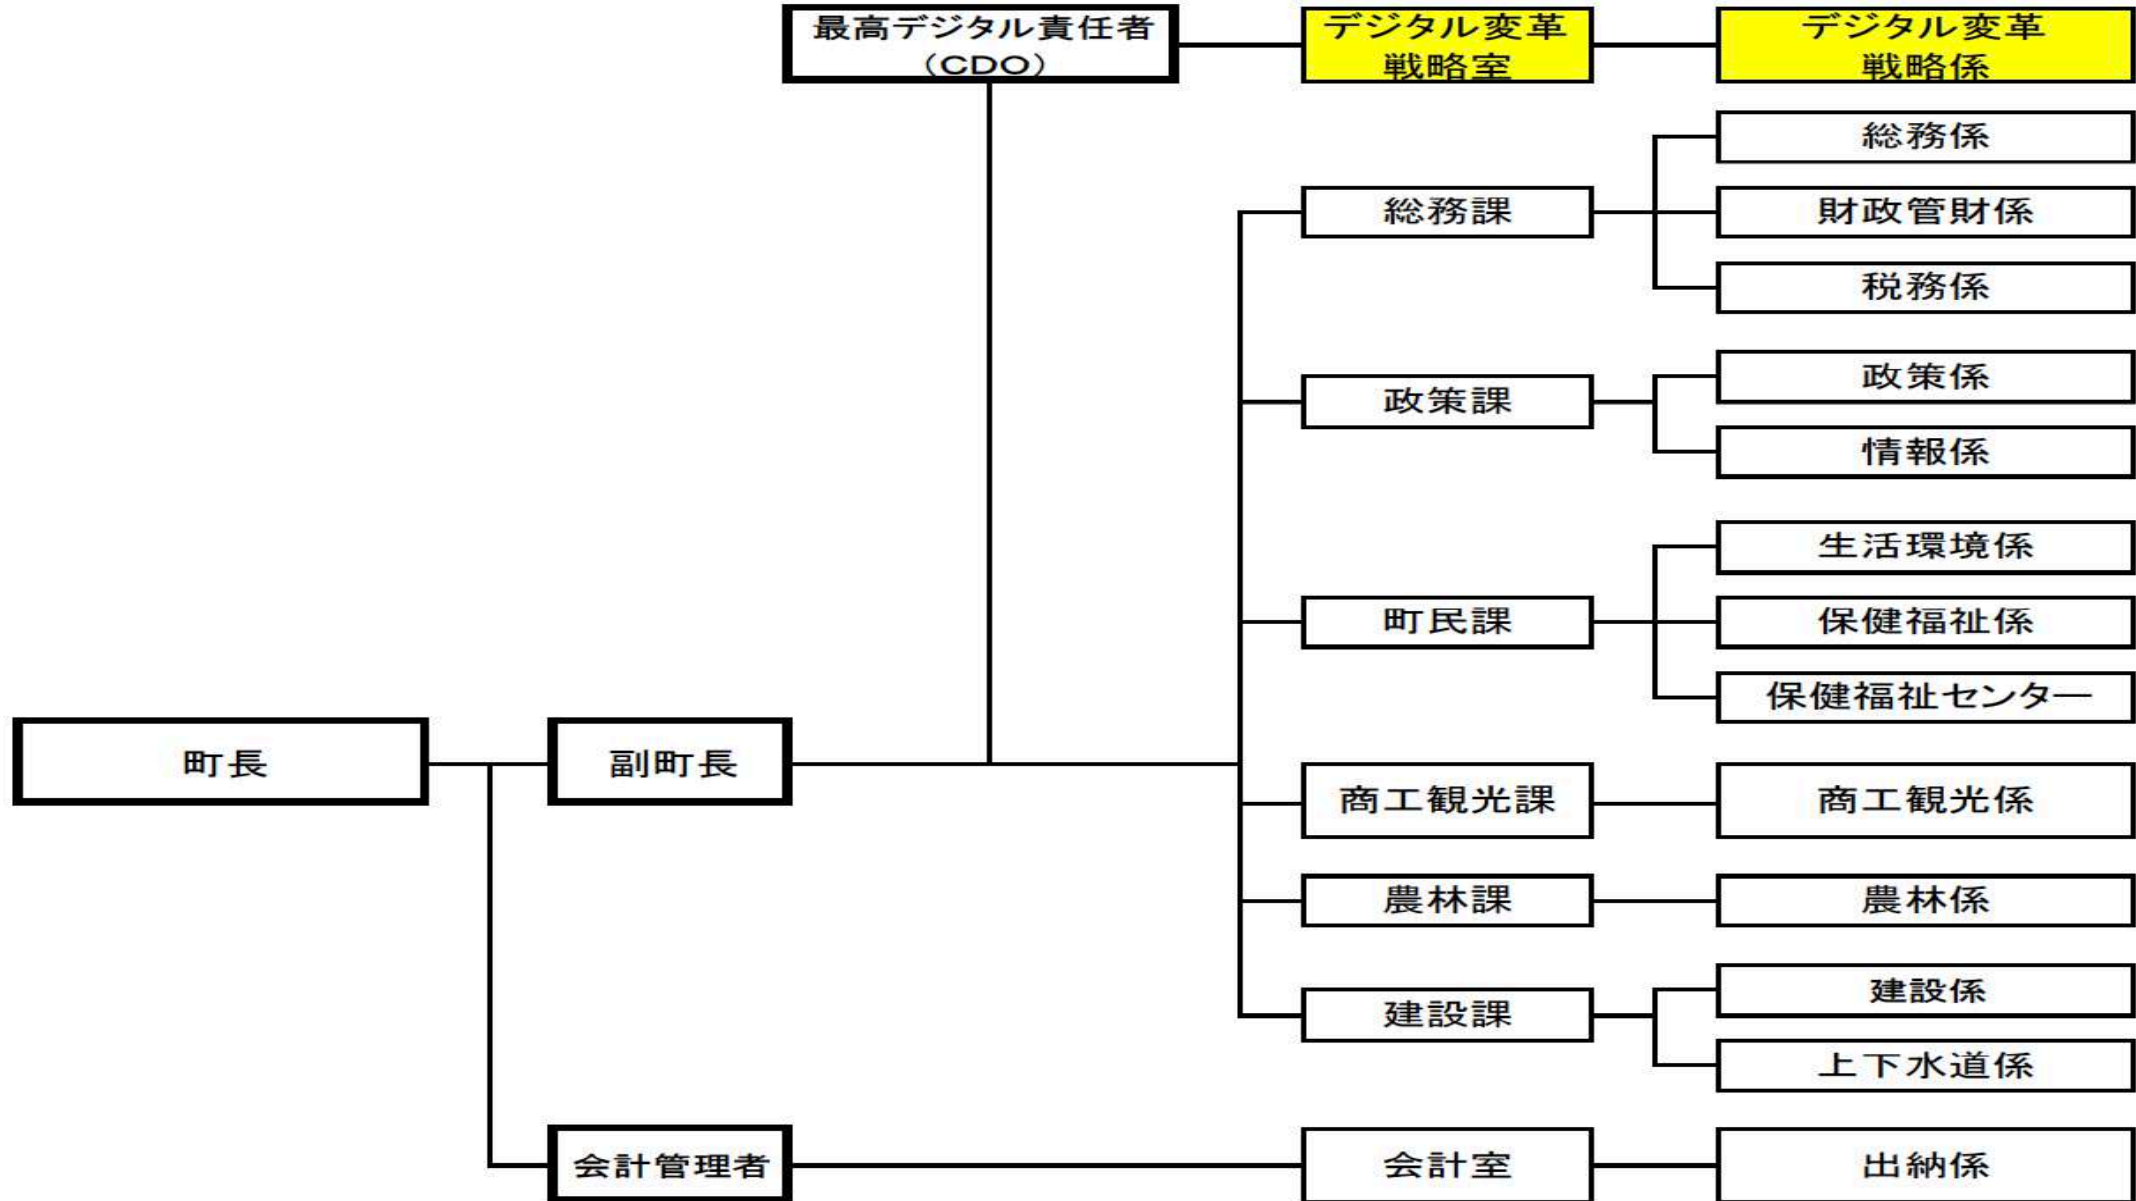 最高デジタル責任者
（CDO）
デジタル変革
戦略室
デジタル変革
戦略係
総務係
総務課
財政管財係
税務係
政策係
政策課
情報係
生活環境係
町民課
保健福祉係
保健福祉センター
町長
副町長
商工観光課
商工観光係
農林課
農林係
建設係
建設課
上下水道係
会計管理者
会計室
出納係